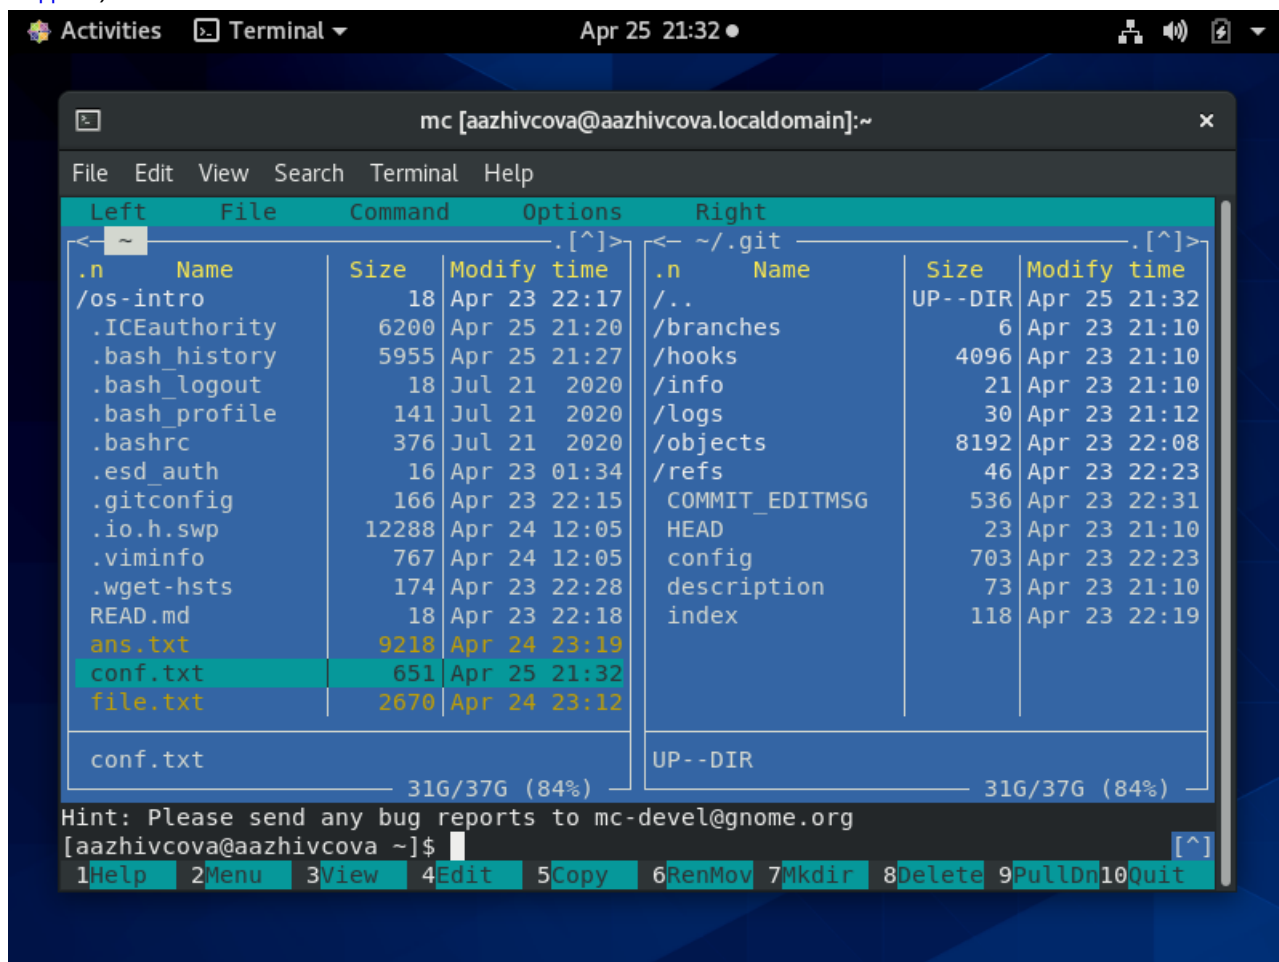 Activities Terminal Apr 25 21:32
mc [aazhivcova@aazhivcova.localdomain]:~
File Edit View Search Terminal Help
Left File Command Options Right
<─ ~ ─.[^]> <─ ~/.git ─.[^]>
.n Name Size Modify time .n Name Size Modify time
/os-intro 18 Apr 23 22:17 /.. UP--DIR Apr 25 21:32
.ICEauthority 6200 Apr 25 21:20 /branches 6 Apr 23 21:10
.bash_history 5955 Apr 25 21:27 /hooks 4096 Apr 23 21:10
.bash_logout 18 Jul 21 2020 /info 21 Apr 23 21:10
.bash_profile 141 Jul 21 2020 /logs 30 Apr 23 21:12
.bashrc 376 Jul 21 2020 /objects 8192 Apr 23 22:08
.esd_auth 16 Apr 23 01:34 /refs 46 Apr 23 22:23
.gitconfig 166 Apr 23 22:15 COMMIT_EDITMSG 536 Apr 23 22:31
.io.h.swp 12288 Apr 24 12:05 HEAD 23 Apr 23 21:10
.viminfo 767 Apr 24 12:05 config 703 Apr 23 22:23
.wget-hsts 174 Apr 23 22:28 description 73 Apr 23 21:10
READ.md 18 Apr 23 22:18 index 118 Apr 23 22:19
ans.txt 9218 Apr 24 23:19
conf.txt 651 Apr 25 21:32
file.txt 2670 Apr 24 23:12
conf.txt UP--DIR
31G/37G (84%) 31G/37G (84%)
Hint: Please send any bug reports to mc-devel@gnome.org
[aazhivcova@aazhivcova ~]$ [^]
1Help 2Menu 3View 4Edit 5Copy 6RenMov 7Mkdir 8Delete 9PullDn 10Quit